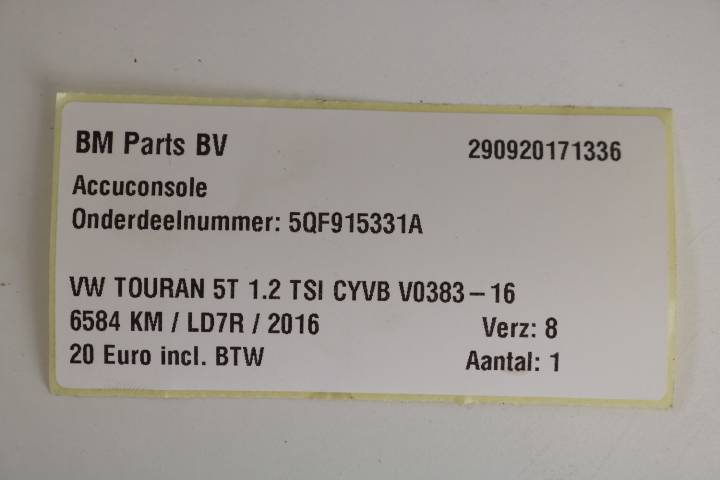 BM Parts BV 290920171336
Accuconsole
Onderdeelnummer: 5QF915331A
VW TOURAN 5T 1.2 TSI CYVB V0383-16
6584 KM / LD7R / 2016 Verz: 8
20 Euro incl. BTW Aantal: 1